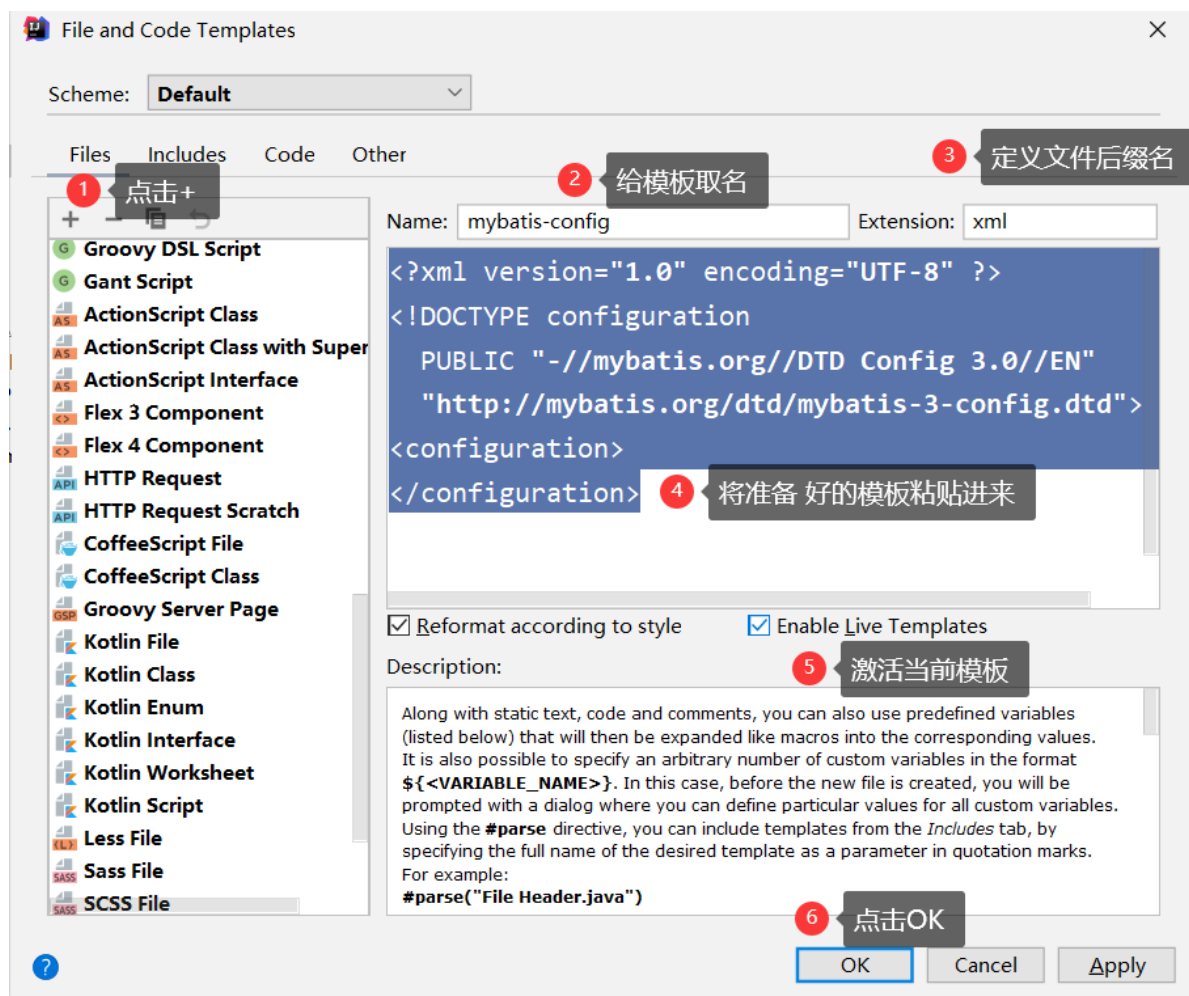 File and Code Templates
Scheme: Default
Files Includes Code Other
3 定义文件后缀名
2 给模板取名
1 点击+
Name: mybatis-config Extension: xml
Groovy DSL Script
Gant Script
ActionScript Class
ActionScript Class with Super
ActionScript Interface
Flex 3 Component
Flex 4 Component
HTTP Request
HTTP Request Scratch
CoffeeScript File
CoffeeScript Class
Groovy Server Page
Kotlin File
Kotlin Class
Kotlin Enum
Kotlin Interface
Kotlin Worksheet
Kotlin Script
Less File
Sass File
SCSS File
<?xml version="1.0" encoding="UTF-8" ?>
<!DOCTYPE configuration
PUBLIC "-//mybatis.org//DTD Config 3.0//EN"
"http://mybatis.org/dtd/mybatis-3-config.dtd">
<configuration>
</configuration>
4 将准备 好的模板粘贴进来
Reformat according to style Enable Live Templates
Description:
5 激活当前模板
Along with static text, code and comments, you can also use predefined variables
(listed below) that will then be expanded like macros into the corresponding values.
It is also possible to specify an arbitrary number of custom variables in the format
${<VARIABLE_NAME>}. In this case, before the new file is created, you will be
prompted with a dialog where you can define particular values for all custom variables.
Using the #parse directive, you can include templates from the Includes tab, by
specifying the full name of the desired template as a parameter in quotation marks.
For example:
#parse("File Header.java")
6 点击OK
? OK Cancel Apply